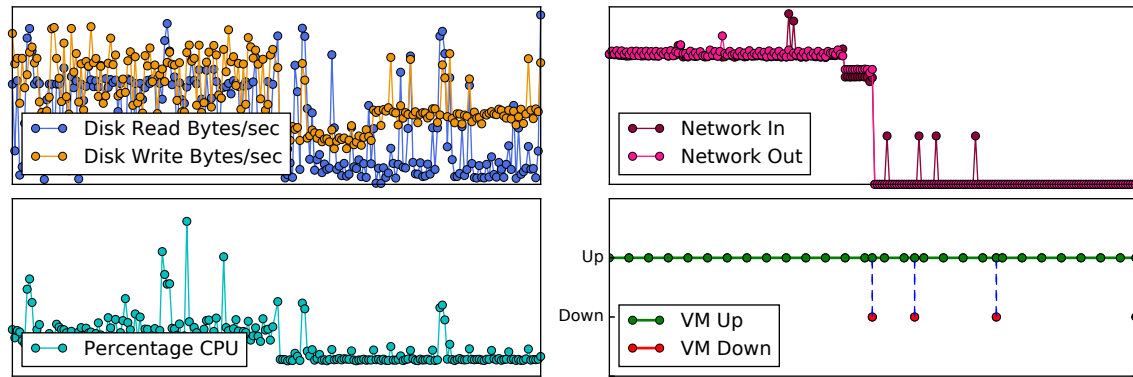 Disk Read Bytes/sec
Disk Write Bytes/sec
Network In
Network Out
Percentage CPU
Up
Down
VM Up
VM Down